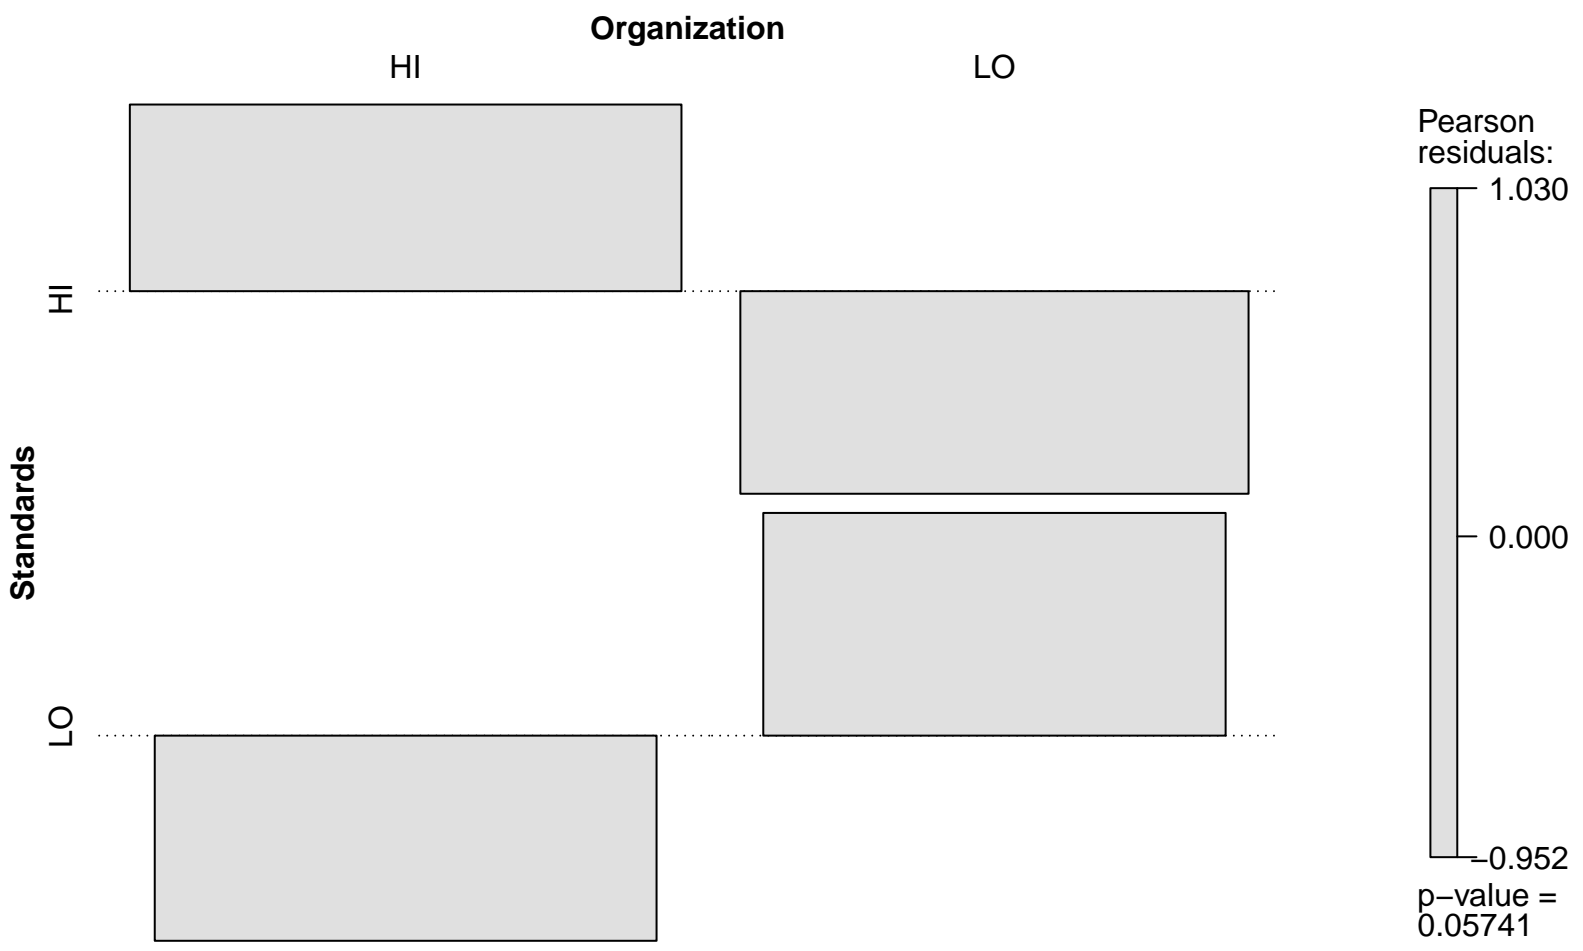 Organization
HI
LO
HI
LO
Standards
Pearson
residuals:
1.030
0.000
−0.952
p−value =
0.05741